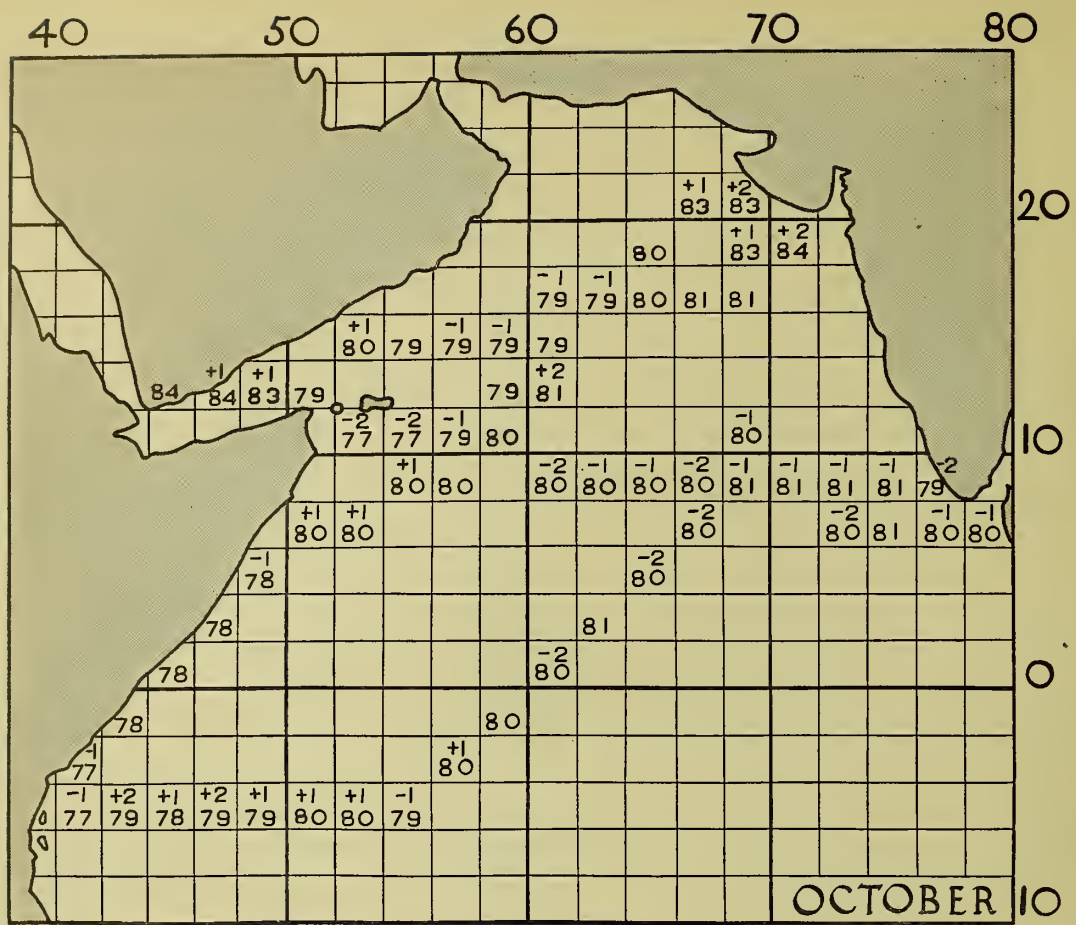 40 50 60 70 80
+1 +2
83 83
20
+1 +2
80 83 84
-1 -1
79 79 80 81 81
+1 -1 -1
80 79 79 79 79
+1 +1 +2
84 84 83 79 79 81
-2 -2 -1 -1
77 77 79 80 80
10
+1 -2 -1 -1 -2 -1 -1 -1 -1 -2
80 80 80 80 80 80 81 81 81 81 79
+1 +1 -2 -2 -1 -1
80 80 80 80 81 80 80
-1 -2
78 80
78 81
-2
78 80
0
78 80
-1 +1
77 80
-1 +2 +1 +2 +1 +1 +1 -1
77 79 78 79 79 80 80 79
OCTOBER 10